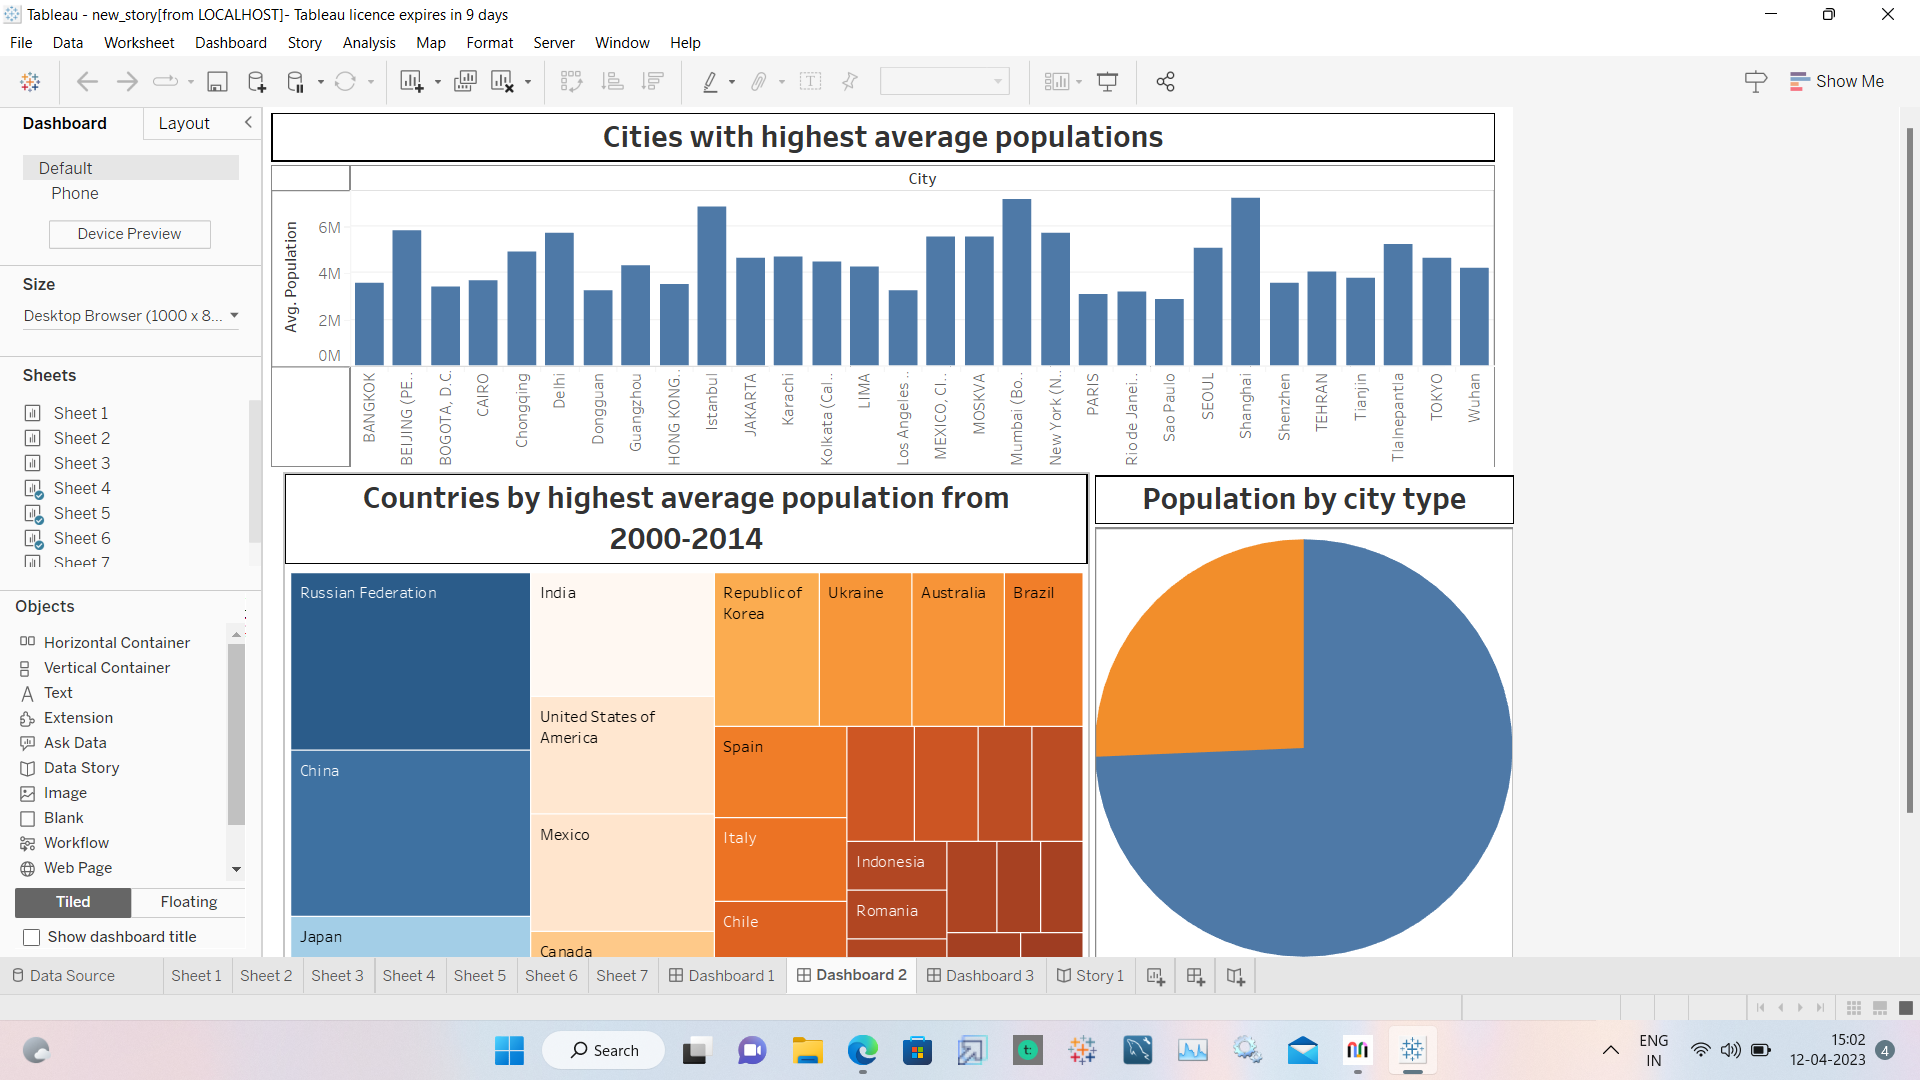 Tableau - new_story[from LOCALHOST]- Tableau licence expires in 9 days
File Data Worksheet Dashboard Story Analysis Map Format Server Window Help
Show Me
Dashboard Layout
Default
Phone
Device Preview
Size
Desktop Browser (1000 x 8...
Sheets
Sheet 1
Sheet 2
Sheet 3
Sheet 4
Sheet 5
Sheet 6
Sheet 7
Objects
Horizontal Container
Vertical Container
Text
Extension
Ask Data
Data Story
Image
Blank
Workflow
Web Page
Tiled Floating
Show dashboard title
Cities with highest average populations
City
Avg. Population
6M
4M
2M
0M
BANGKOK
BEIJING (PE..
BOGOTA, D.C.
CAIRO
Chongqing
Delhi
Dongguan
Guangzhou
HONG KONG..
Istanbul
JAKARTA
Karachi
Kolkata (Cal..
LIMA
Los Angeles ..
MEXICO, CI..
MOSKVA
Mumbai (Bo..
New York (N..
PARIS
Rio de Janei..
Sao Paulo
SEOUL
Shanghai
Shenzhen
TEHRAN
Tianjin
Tlalnepantla
TOKYO
Wuhan
Countries by highest average population from
2000-2014
Russian Federation
China
Japan
India
United States of
America
Mexico
Canada
Republic of
Korea
Ukraine
Australia
Brazil
Spain
Italy
Chile
Indonesia
Romania
Population by city type
Data Source Sheet 1 Sheet 2 Sheet 3 Sheet 4 Sheet 5 Sheet 6 Sheet 7 Dashboard 1 Dashboard 2 Dashboard 3 Story 1
Search
ENG
IN
15:02
12-04-2023
4